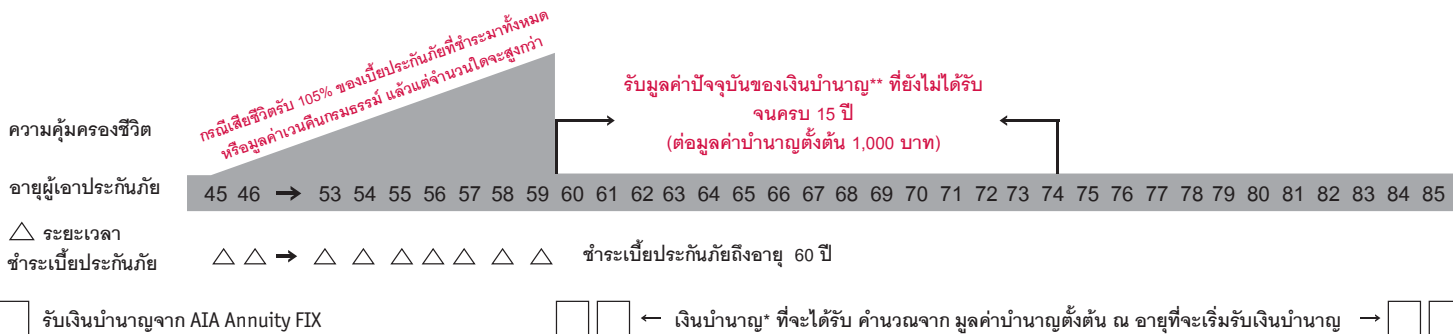 กรณีเสียชีวิตรับ 105% ของเบี้ยประกันภัยที่ชำระมาทั้งหมด
หรือมูลค่าเวนคืนกรมธรรม์ แล้วแต่จำนวนใดจะสูงกว่า
รับมูลค่าปัจจุบันของเงินบำนาญ** ที่ยังไม่ได้รับ
จนครบ 15 ปี
(ต่อมูลค่าบำนาญตั้งต้น 1,000 บาท)
ความคุ้มครองชีวิต
อายุผู้เอาประกันภัย 45 46 → 53 54 55 56 57 58 59 60 61 62 63 64 65 66 67 68 69 70 71 72 73 74 75 76 77 78 79 80 81 82 83 84 85
△ ระยะเวลา
ชำระเบี้ยประกันภัย △ △ → △ △ △ △ △ △ △ ชำระเบี้ยประกันภัยถึงอายุ 60 ปี
รับเงินบำนาญจาก AIA Annuity FIX ← เงินบำนาญ* ที่จะได้รับ คำนวณจาก มูลค่าบำนาญตั้งต้น ณ อายุที่จะเริ่มรับเงินบำนาญ →